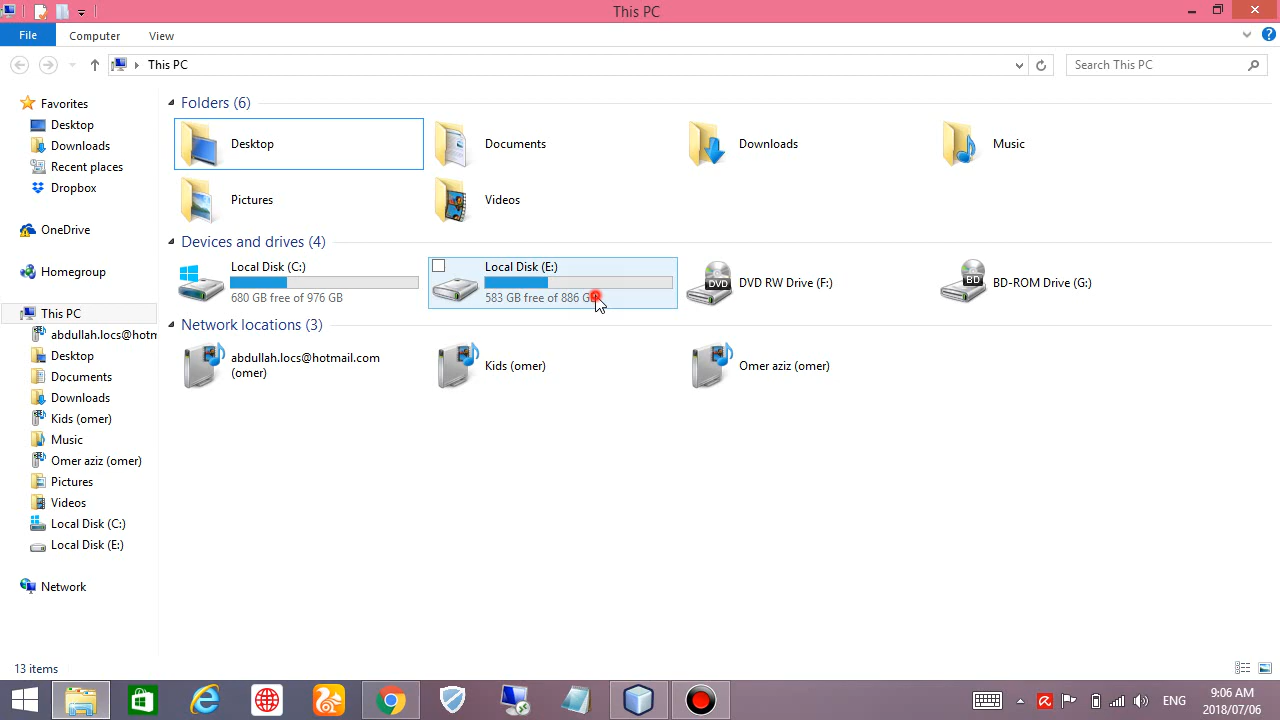 This PC
File
Computer
View
This PC
Search This PC
Favorites
Desktop
Downloads
Recent places
Dropbox
OneDrive
Homegroup
This PC
abdullah.locs@hotm
Desktop
Documents
Downloads
Kids (omer)
Music
Omer aziz (omer)
Pictures
Videos
Local Disk (C:)
Local Disk (E:)
Network
Folders (6)
Desktop
Documents
Downloads
Music
Pictures
Videos
Devices and drives (4)
Local Disk (C:)
680 GB free of 976 GB
Local Disk (E:)
583 GB free of 886 G
DVD
DVD RW Drive (F:)
BD
BD-ROM Drive (G:)
Network locations (3)
abdullah.locs@hotmail.com
(omer)
Kids (omer)
Omer aziz (omer)
13 items
ENG
9:06 AM
2018/07/06